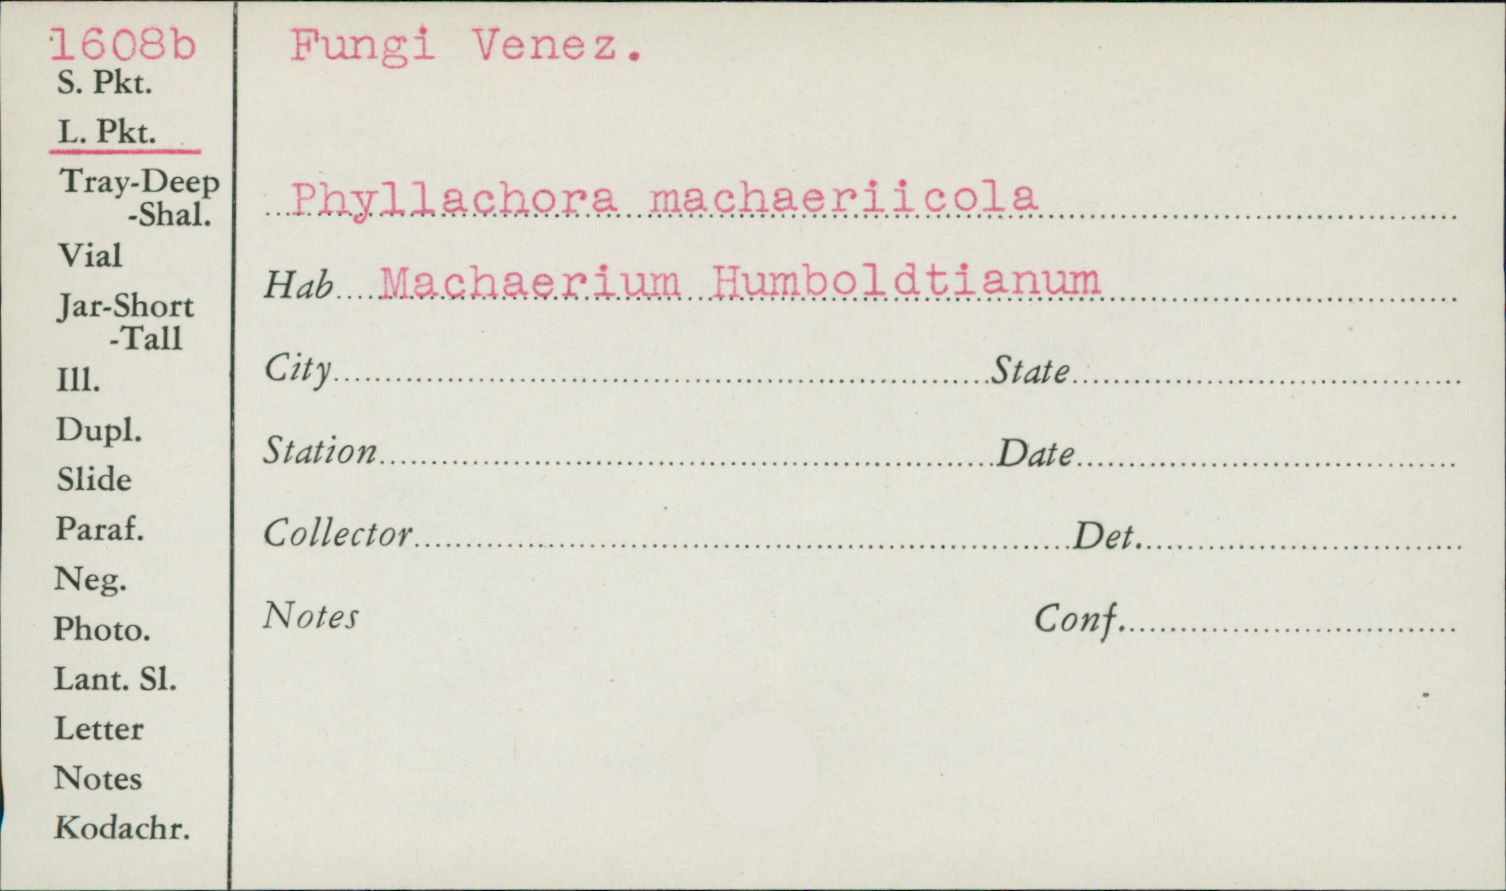 1608b
S. Pkt.
L. Pkt.
Tray-Deep
-Shal.
Vial
Jar-Short
-Tall
Ill.
Dupl.
Slide
Paraf.
Neg.
Photo.
Lant. Sl.
Letter
Notes
Kodachr.
Fungi Venez.
Phyllachora machaeriicola
Hab Machaerium Humboldtianum
City State
Station Date
Collector Det.
Notes Conf.